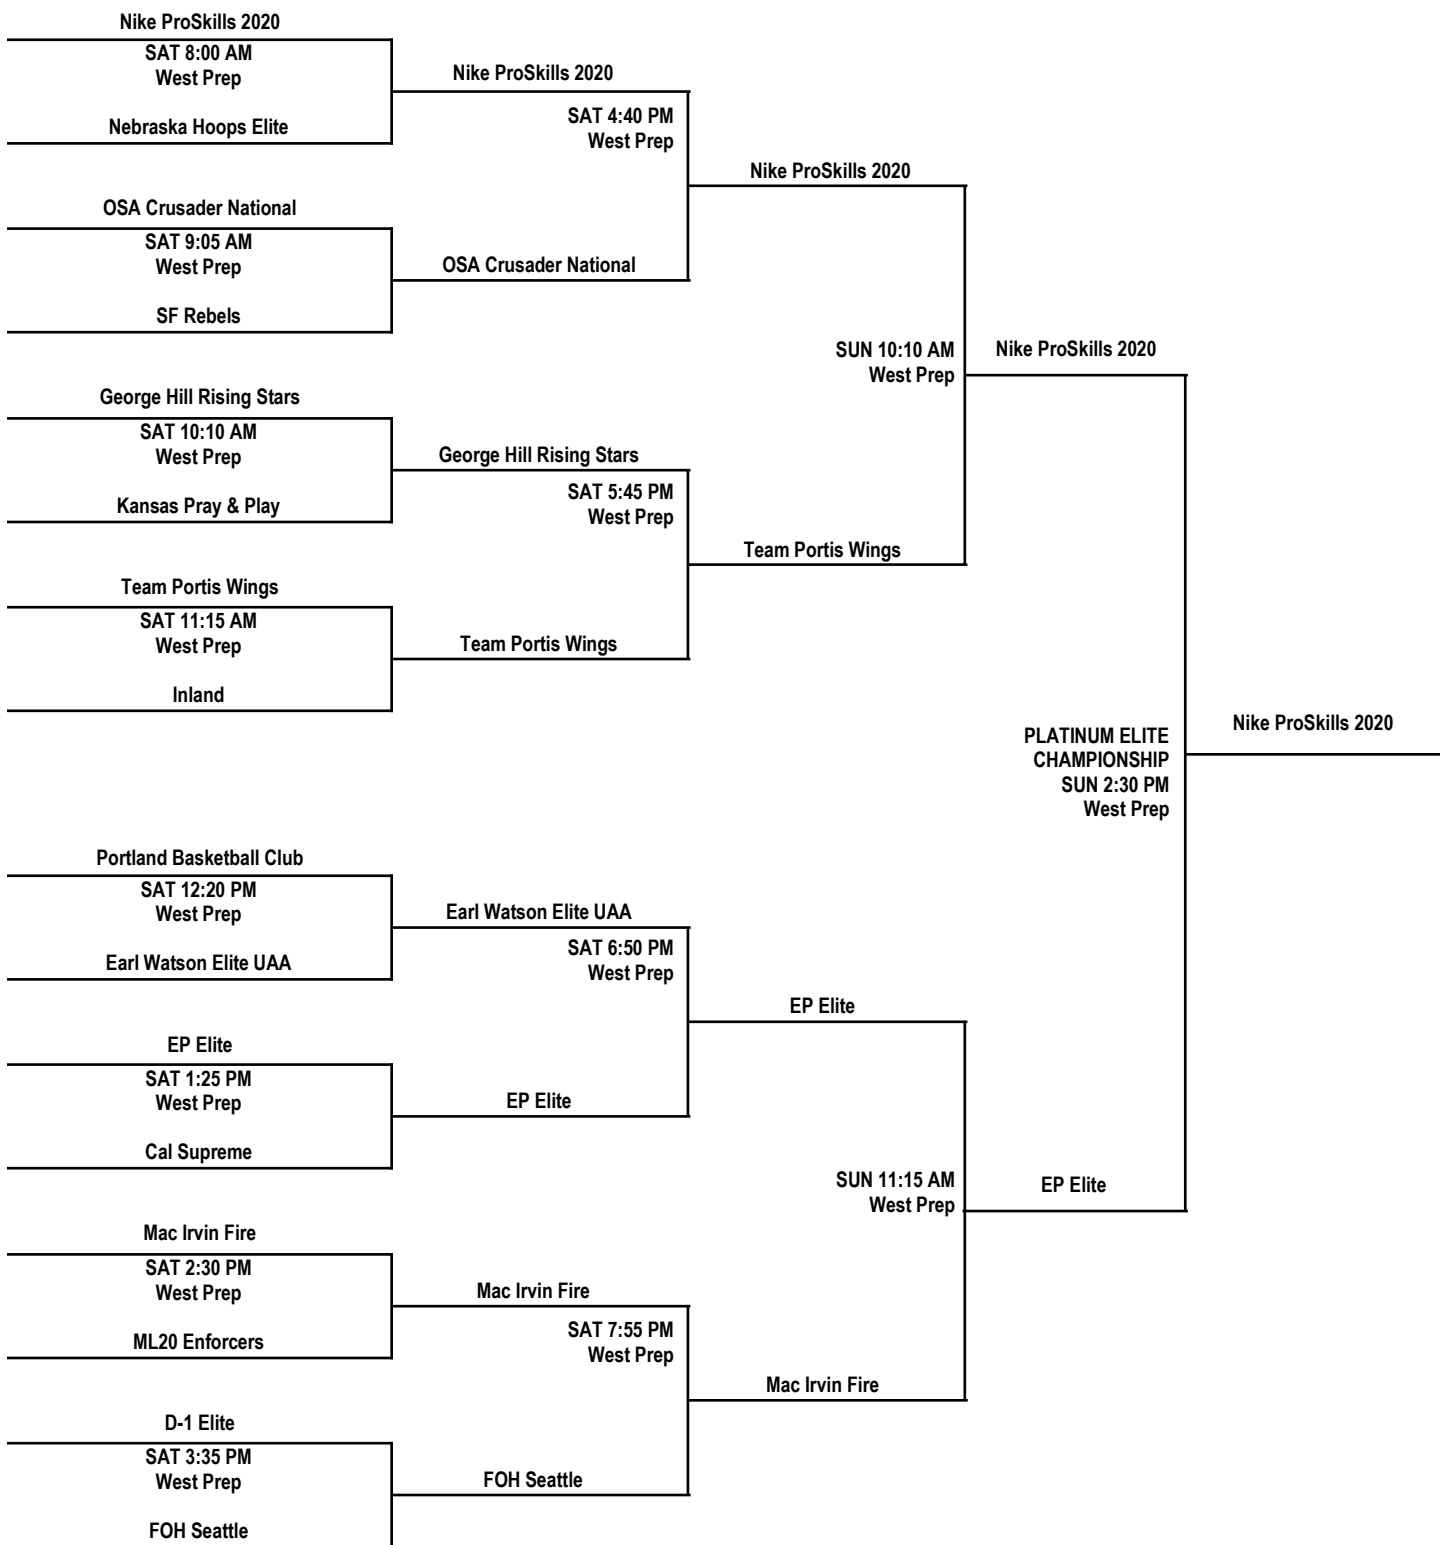 Nike ProSkills 2020
SAT 8:00 AM
West Prep
Nebraska Hoops Elite
OSA Crusader National
SAT 9:05 AM
West Prep
SF Rebels
George Hill Rising Stars
SAT 10:10 AM
West Prep
Kansas Pray & Play
Team Portis Wings
SAT 11:15 AM
West Prep
Inland
Portland Basketball Club
SAT 12:20 PM
West Prep
Earl Watson Elite UAA
EP Elite
SAT 1:25 PM
West Prep
Cal Supreme
Mac Irvin Fire
SAT 2:30 PM
West Prep
ML20 Enforcers
D-1 Elite
SAT 3:35 PM
West Prep
FOH Seattle
Nike ProSkills 2020
SAT 4:40 PM
West Prep
OSA Crusader National
George Hill Rising Stars
SAT 5:45 PM
West Prep
Team Portis Wings
Earl Watson Elite UAA
SAT 6:50 PM
West Prep
EP Elite
Mac Irvin Fire
SAT 7:55 PM
West Prep
FOH Seattle
Nike ProSkills 2020
SUN 10:10 AM
West Prep
Team Portis Wings
EP Elite
SUN 11:15 AM
West Prep
Mac Irvin Fire
Nike ProSkills 2020
PLATINUM ELITE
CHAMPIONSHIP
SUN 2:30 PM
West Prep
EP Elite
Nike ProSkills 2020